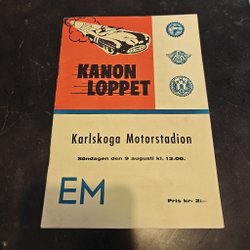 KANON
LOPPET
Karlskoga Motorstadion
Söndagen den 9 augusti kl. 13.00.
EM
Pris kr. 2:—